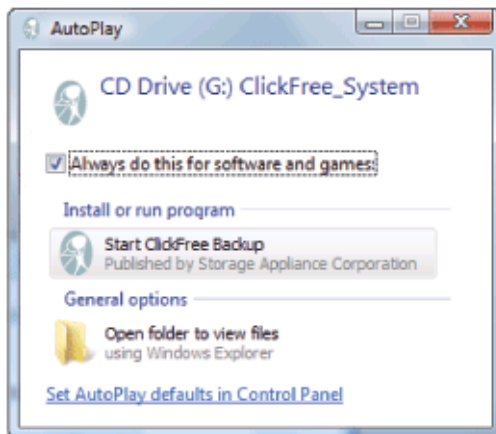 AutoPlay
CD Drive (G:) ClickFree_System
Always do this for software and games:
Install or run program
Start ClickFree Backup
Published by Storage Appliance Corporation
General options
Open folder to view files
using Windows Explorer
Set AutoPlay defaults in Control Panel